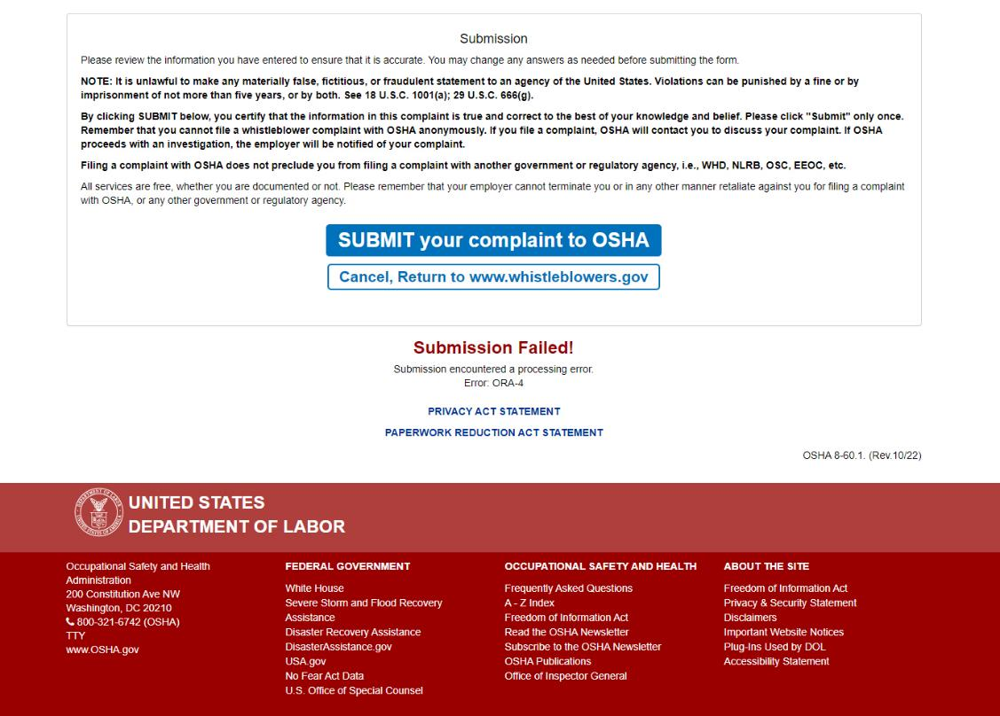 Submission
Please review the information you have entered to ensure that it is accurate. You may change any answers as needed before submitting the form.
NOTE: It is unlawful to make any materially false, fictitious, or fraudulent statement to an agency of the United States. Violations can be punished by a fine or by
imprisonment of not more than five years, or by both. See 18 U.S.C. 1001(a); 29 U.S.C. 666(g).
By clicking SUBMIT below, you certify that the information in this complaint is true and correct to the best of your knowledge and belief. Please click "Submit" only once.
Remember that you cannot file a whistleblower complaint with OSHA anonymously. If you file a complaint, OSHA will contact you to discuss your complaint. If OSHA
proceeds with an investigation, the employer will be notified of your complaint.
Filing a complaint with OSHA does not preclude you from filing a complaint with another government or regulatory agency, i.e., WHD, NLRB, OSC, EEOC, etc.
All services are free, whether you are documented or not. Please remember that your employer cannot terminate you or in any other manner retaliate against you for filing a complaint
with OSHA, or any other government or regulatory agency.
SUBMIT your complaint to OSHA
Cancel, Return to www.whistleblowers.gov
Submission Failed!
Submission encountered a processing error.
Error: ORA-4
PRIVACY ACT STATEMENT
PAPERWORK REDUCTION ACT STATEMENT
OSHA 8-60.1. (Rev.10/22)
UNITED STATES
DEPARTMENT OF LABOR
Occupational Safety and Health
Administration
200 Constitution Ave NW
Washington, DC 20210
800-321-6742 (OSHA)
TTY
www.OSHA.gov
FEDERAL GOVERNMENT
White House
Severe Storm and Flood Recovery
Assistance
Disaster Recovery Assistance
DisasterAssistance.gov
USA.gov
No Fear Act Data
U.S. Office of Special Counsel
OCCUPATIONAL SAFETY AND HEALTH
Frequently Asked Questions
A - Z Index
Freedom of Information Act
Read the OSHA Newsletter
Subscribe to the OSHA Newsletter
OSHA Publications
Office of Inspector General
ABOUT THE SITE
Freedom of Information Act
Privacy & Security Statement
Disclaimers
Important Website Notices
Plug-Ins Used by DOL
Accessibility Statement